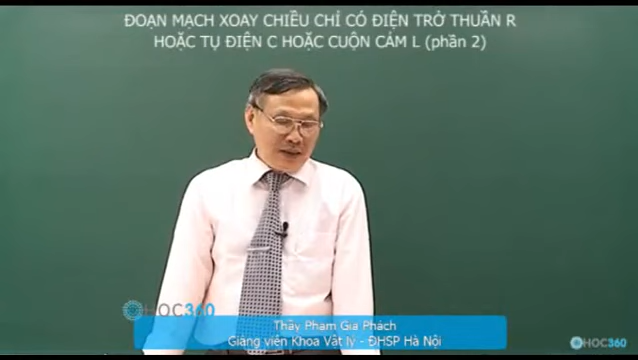 ĐOẠN MẠCH XOAY CHIỀU CHỈ CÓ ĐIỆN TRỞ THUẦN R
HOẶC TỤ ĐIỆN C HOẶC CUỘN CẢM L (phần 2)
HOC360
Thầy Phạm Gia Phách
Giảng viên Khoa Vật lý - ĐHSP Hà Nội
HOC360